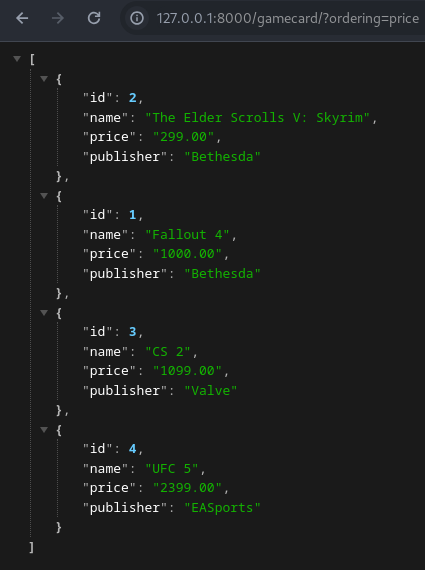 127.0.0.1:8000/gamecard/?ordering=price
[
{
"id": 2,
"name": "The Elder Scrolls V: Skyrim",
"price": "299.00",
"publisher": "Bethesda"
},
{
"id": 1,
"name": "Fallout 4",
"price": "1000.00",
"publisher": "Bethesda"
},
{
"id": 3,
"name": "CS 2",
"price": "1099.00",
"publisher": "Valve"
},
{
"id": 4,
"name": "UFC 5",
"price": "2399.00",
"publisher": "EASports"
}
]